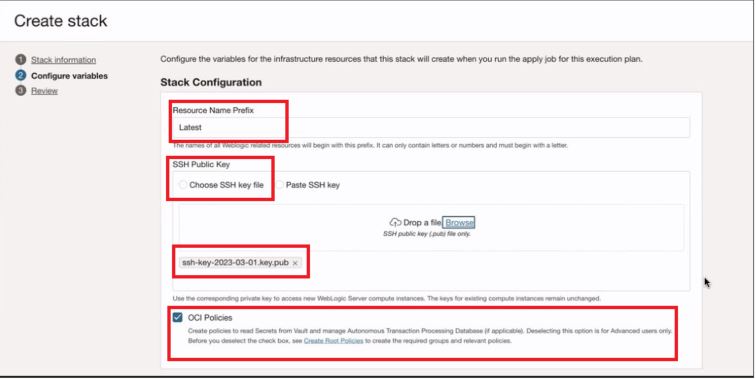 Create stack
1 Stack information
2 Configure variables
3 Review
Configure the variables for the infrastructure resources that this stack will create when you run the apply job for this execution plan.
Stack Configuration
Resource Name Prefix
Latest
The names of all Weblogic related resources will begin with this prefix. It can only contain letters or numbers and must begin with a letter.
SSH Public Key
Choose SSH key file Paste SSH key
Drop a file. Browse
SSH public key (.pub) file only.
ssh-key-2023-03-01.key.pub ×
Use the corresponding private key to access new WebLogic Server compute instances. The keys for existing compute instances remain unchanged.
OCI Policies
Create policies to read Secrets from Vault and manage Autonomous Transaction Processing Database (if applicable). Deselecting this option is for Advanced users only.
Before you deselect the check box, see Create Root Policies to create the required groups and relevant policies.